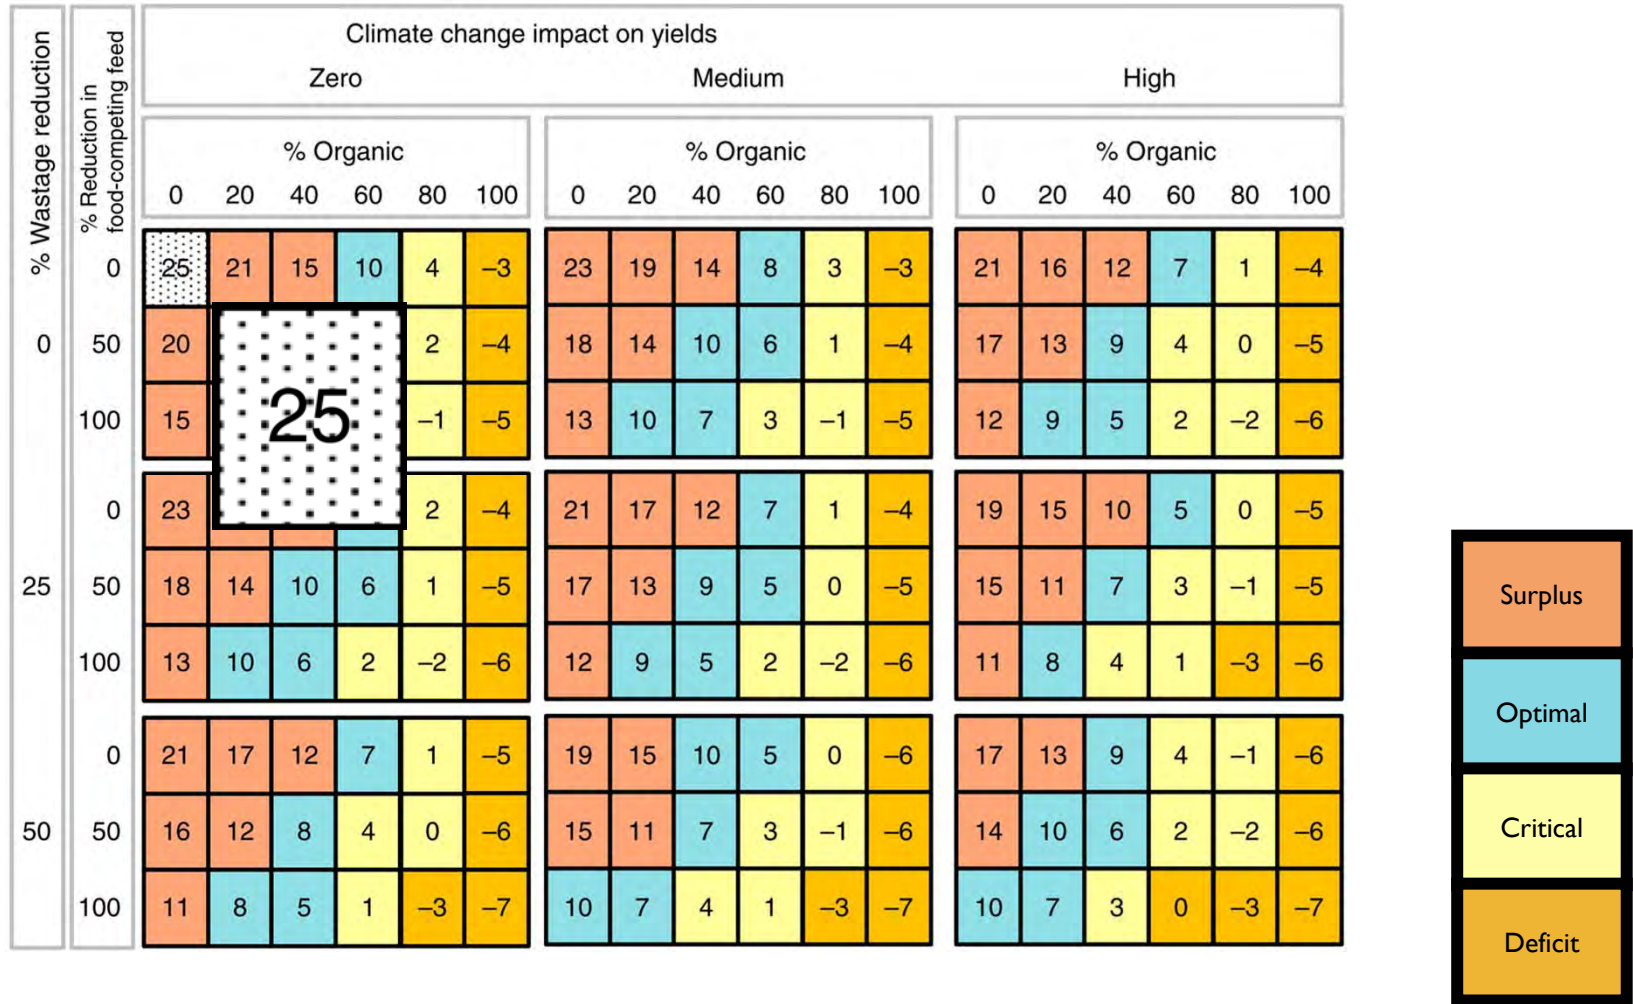 Climate change impact on yields
Zero Medium High
% Wastage reduction
% Reduction in
food-competing feed
% Organic % Organic % Organic
0 20 40 60 80 100 0 20 40 60 80 100 0 20 40 60 80 100
0 25 21 15 10 4 –3 23 19 14 8 3 –3 21 16 12 7 1 –4
0 50 20 2 –4 18 14 10 6 1 –4 17 13 9 4 0 –5
25
100 15 –1 –5 13 10 7 3 –1 –5 12 9 5 2 –2 –6
0 23 2 –4 21 17 12 7 1 –4 19 15 10 5 0 –5
25 50 18 14 10 6 1 –5 17 13 9 5 0 –5 15 11 7 3 –1 –5
100 13 10 6 2 –2 –6 12 9 5 2 –2 –6 11 8 4 1 –3 –6
0 21 17 12 7 1 –5 19 15 10 5 0 –6 17 13 9 4 –1 –6
50 50 16 12 8 4 0 –6 15 11 7 3 –1 –6 14 10 6 2 –2 –6
100 11 8 5 1 –3 –7 10 7 4 1 –3 –7 10 7 3 0 –3 –7
Surplus
Optimal
Critical
Deficit